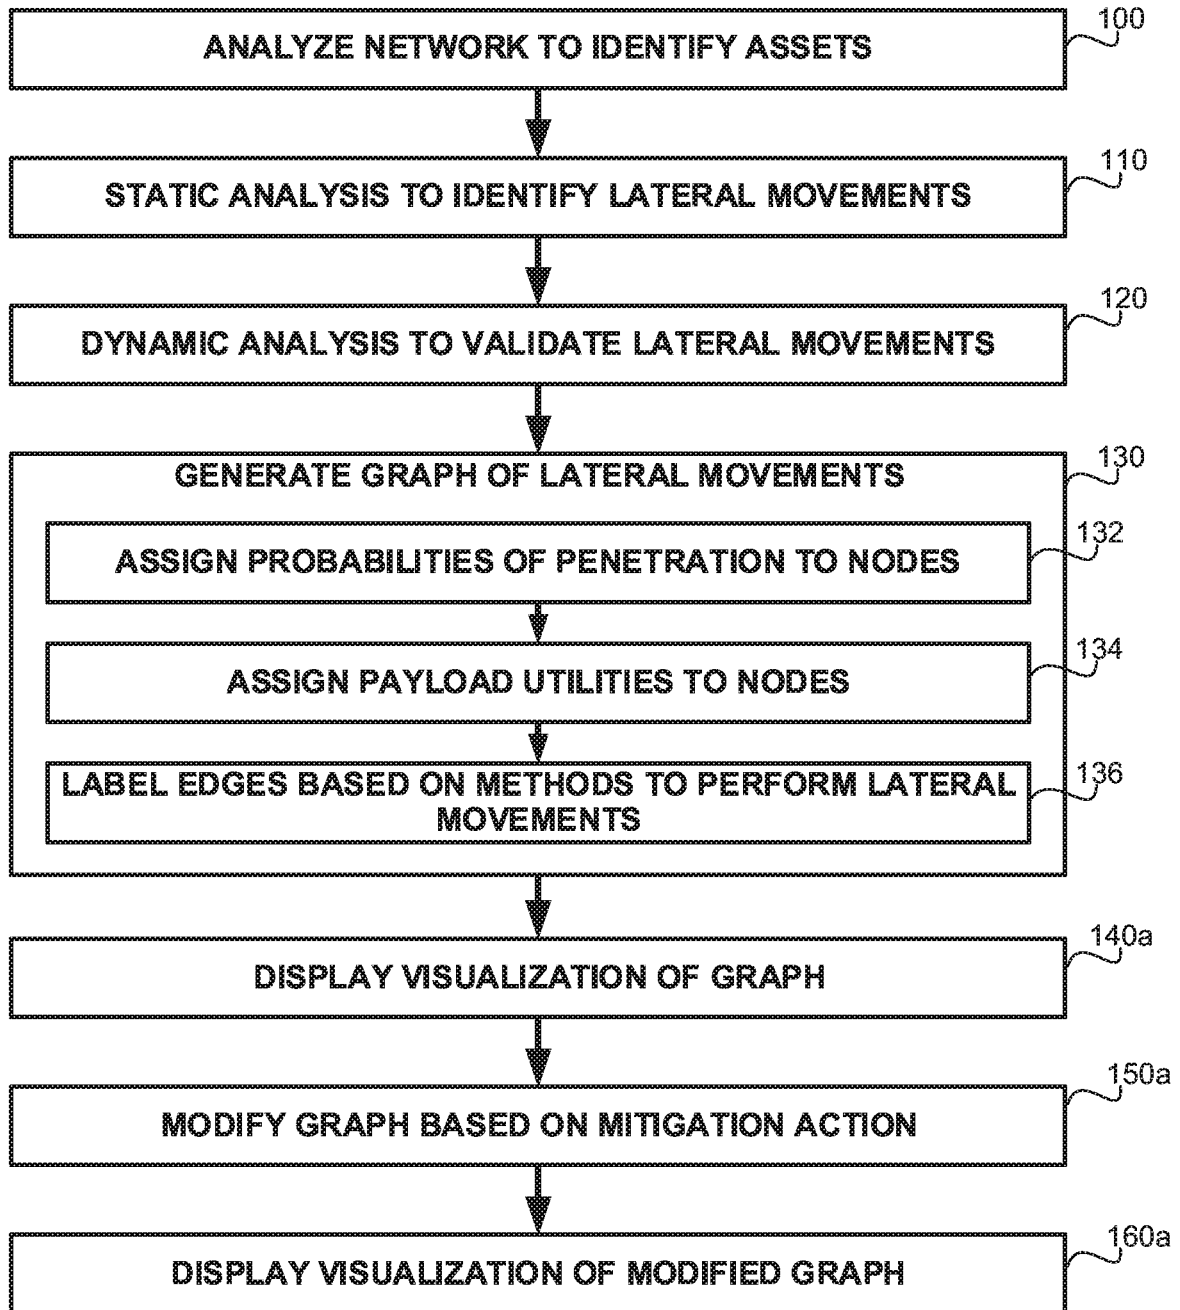 100
ANALYZE NETWORK TO IDENTIFY ASSETS
110
STATIC ANALYSIS TO IDENTIFY LATERAL MOVEMENTS
120
DYNAMIC ANALYSIS TO VALIDATE LATERAL MOVEMENTS
130
GENERATE GRAPH OF LATERAL MOVEMENTS
132
ASSIGN PROBABILITIES OF PENETRATION TO NODES
134
ASSIGN PAYLOAD UTILITIES TO NODES
136
LABEL EDGES BASED ON METHODS TO PERFORM LATERAL
MOVEMENTS
140a
DISPLAY VISUALIZATION OF GRAPH
150a
MODIFY GRAPH BASED ON MITIGATION ACTION
160a
DISPLAY VISUALIZATION OF MODIFIED GRAPH